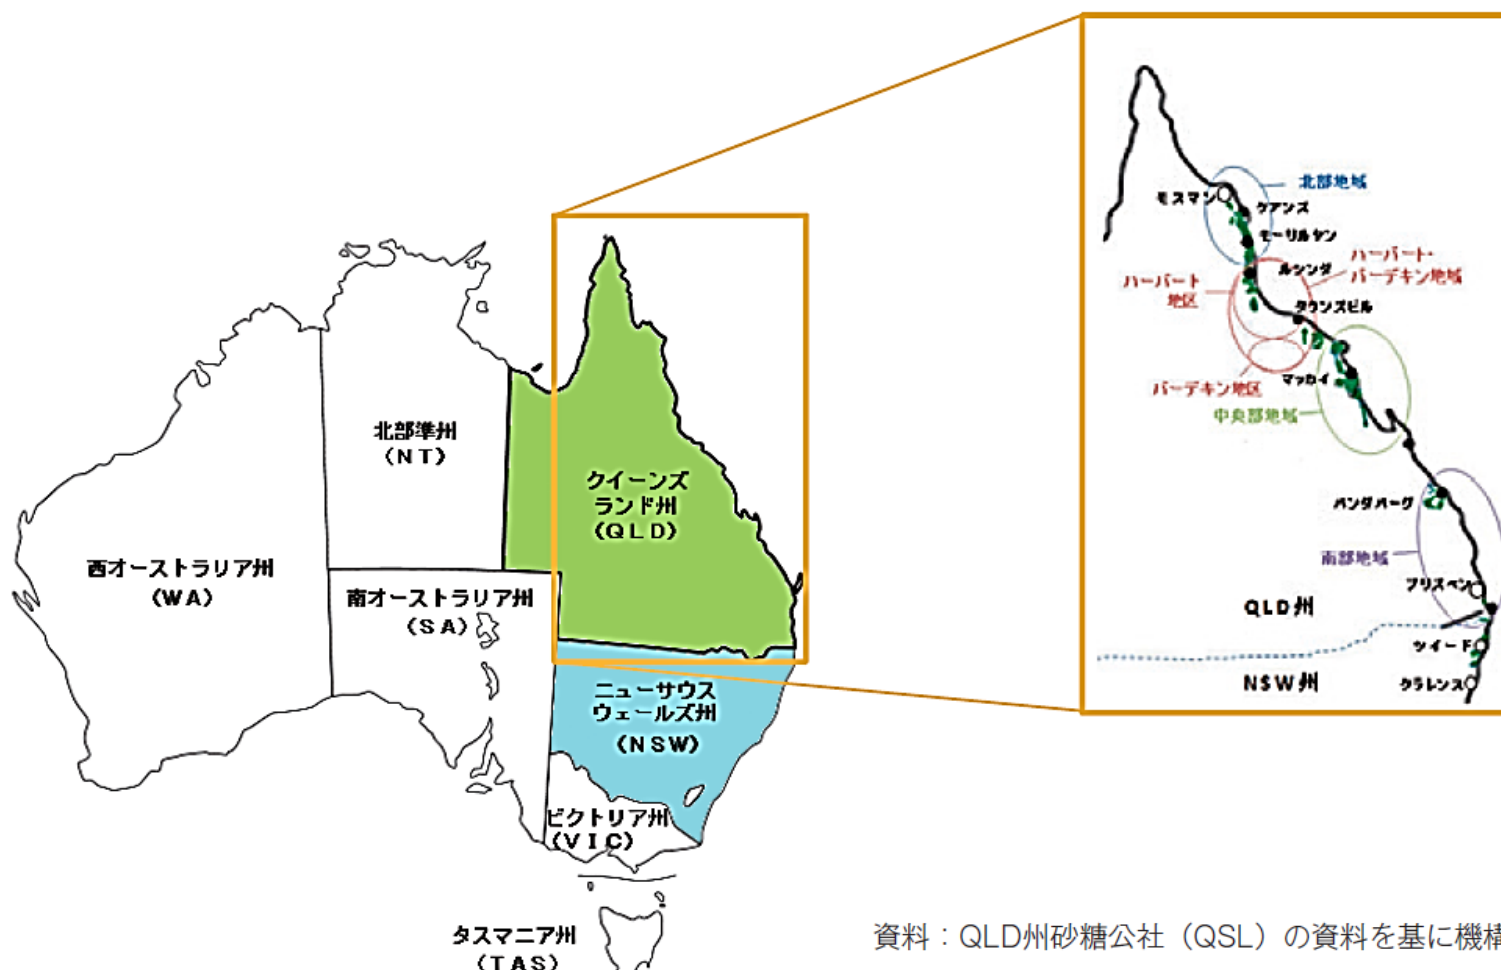 北部準州
(NT)
クイーンズ
ランド州
(QLD)
西オーストラリア州
(WA)
南オーストラリア州
(SA)
ニューサウス
ウェールズ州
(NSW)
ビクトリア州
(VIC)
タスマニア州
(TAS)
北部地域
モスマン
ケアンズ
モーリルヤン
ハーバート・
バーデキン地域
ルシンダ
ハーバート
地区
タウンズビル
マッカイ
バーデキン地区
中央部地域
バンダバーグ
南部地域
ブリスベン
QLD州
ツイード
NSW州
クラレンス
資料：QLD州砂糖公社（QSL）の資料を基に機構